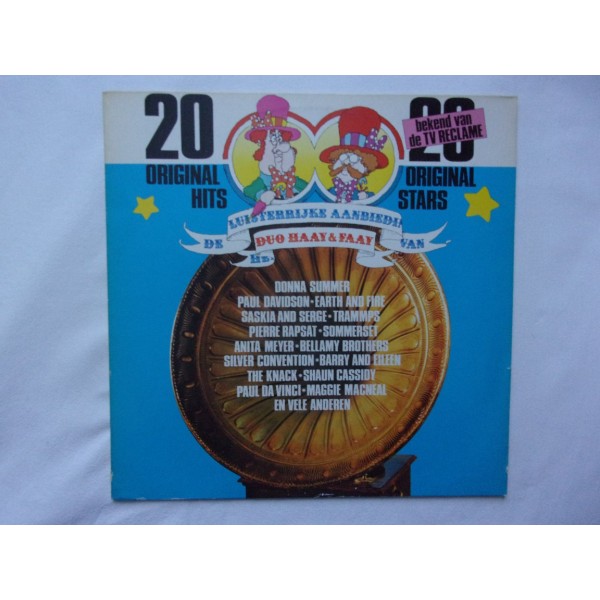 20 20
bekend van
de TV RECLAME
ORIGINAL HITS
ORIGINAL STARS
DE LUISTERRIJKE AANBIEDI VAN
HE. DUO HAAY & FAAY
DONNA SUMMER
PAUL DAVIDSON • EARTH AND FIRE
SASKIA AND SERGE • TRAMMPS
PIERRE RAPSAT • SOMMERSET
ANITA MEYER • BELLAMY BROTHERS
SILVER CONVENTION • BARRY AND EILEEN
THE KNACK • SHAUN CASSIDY
PAUL DA VINCI • MAGGIE MACNEAL
EN VELE ANDEREN